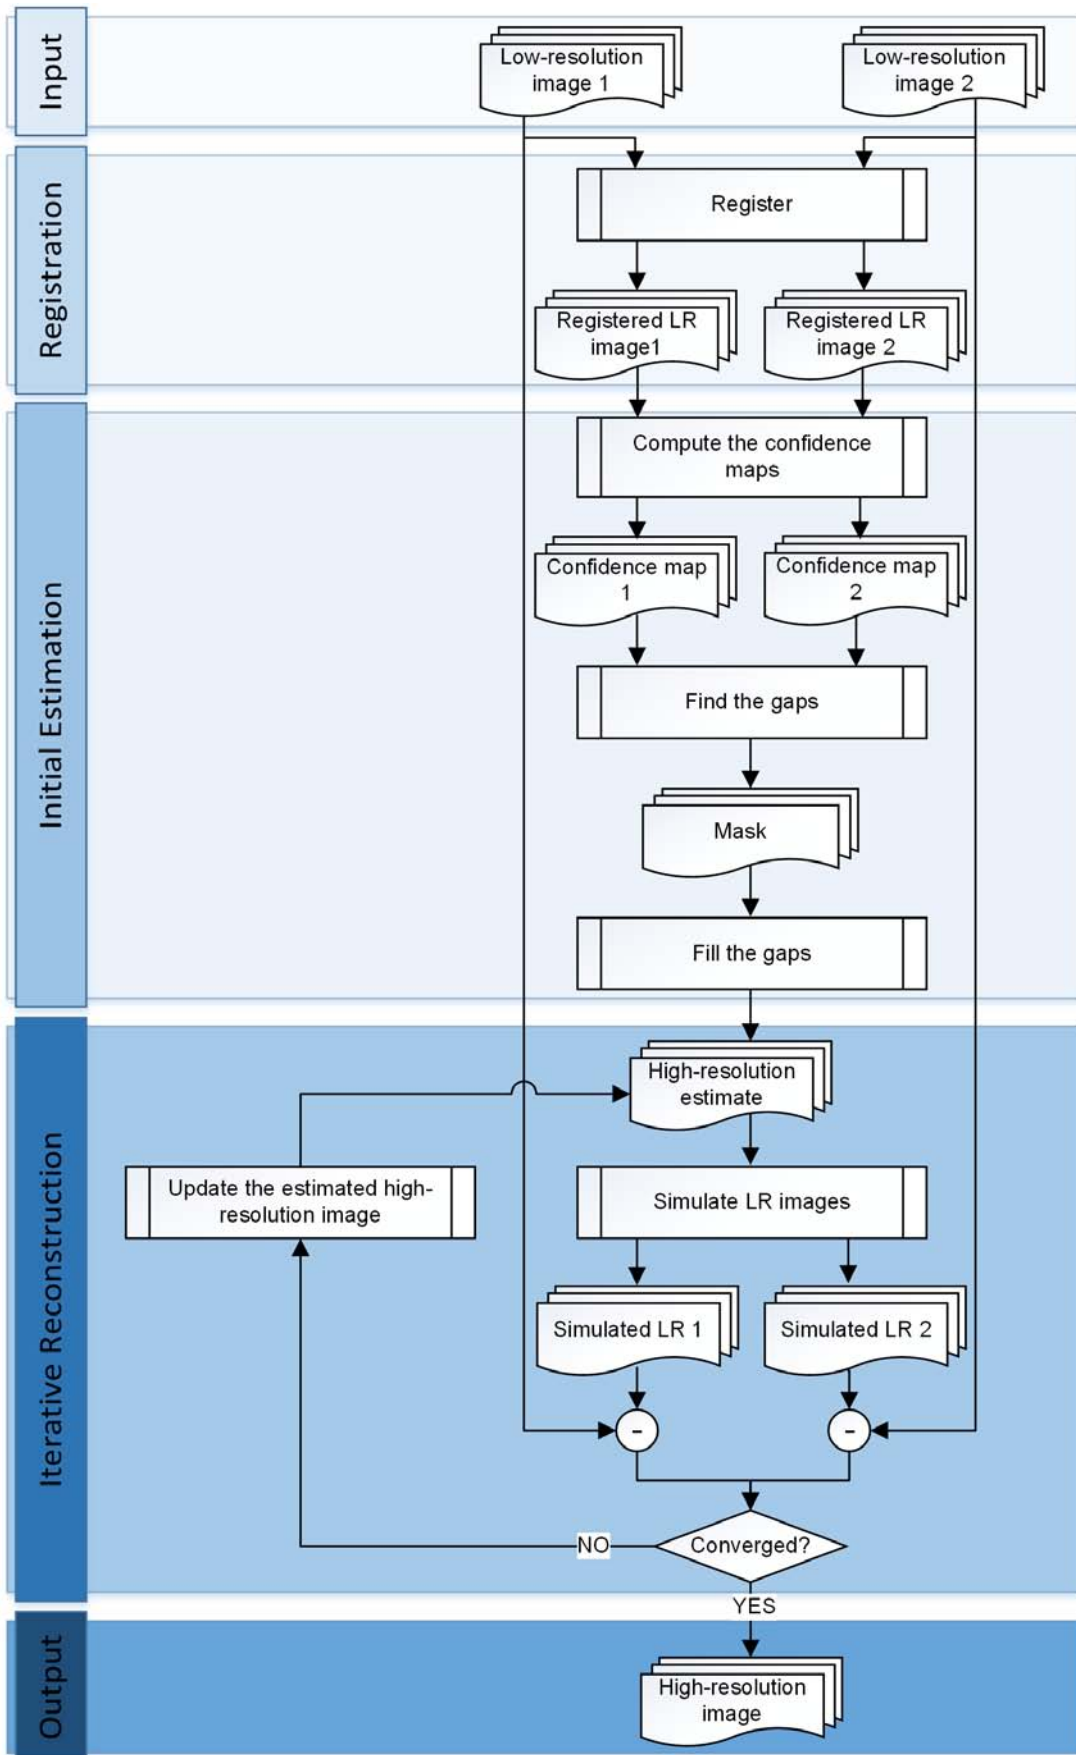 Input
Low-resolution
image 1
Low-resolution
image 2
Registration
Register
Registered LR
image1
Registered LR
image 2
Initial Estimation
Compute the confidence
maps
Confidence map
1
Confidence map
2
Find the gaps
Mask
Fill the gaps
Iterative Reconstruction
High-resolution
estimate
Update the estimated high-
resolution image
Simulate LR images
Simulated LR 1
Simulated LR 2
-
-
Converged?
NO
YES
Output
High-resolution
image